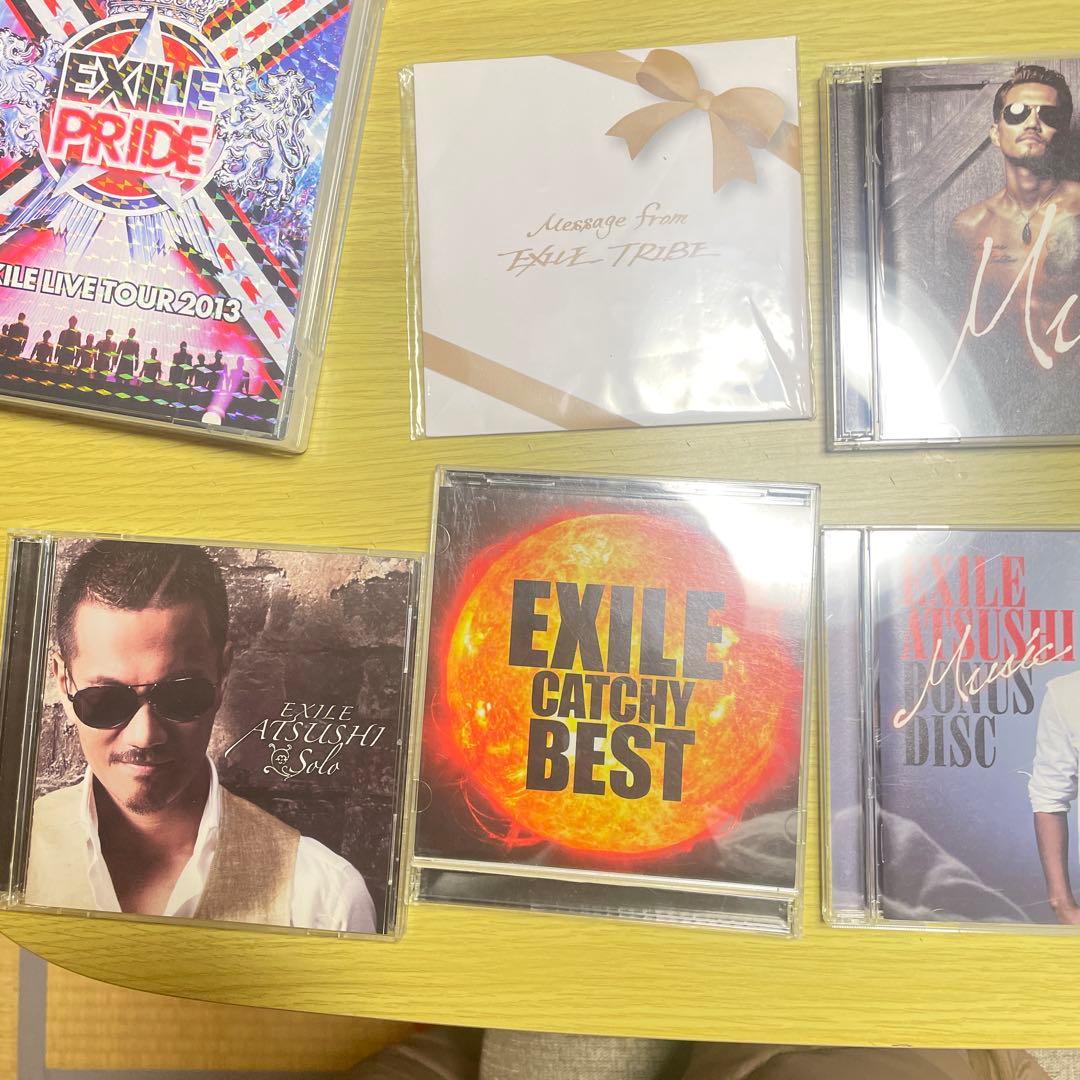 EXILE
PRIDE
XILE LIVE TOUR 2013
Message from
EXILE TRIBE
Mu
EXILE
ATSUSHI
Solo
EXILE
CATCHY
BEST
EXILE
ATSUSHI
Music
BONUS
DISC